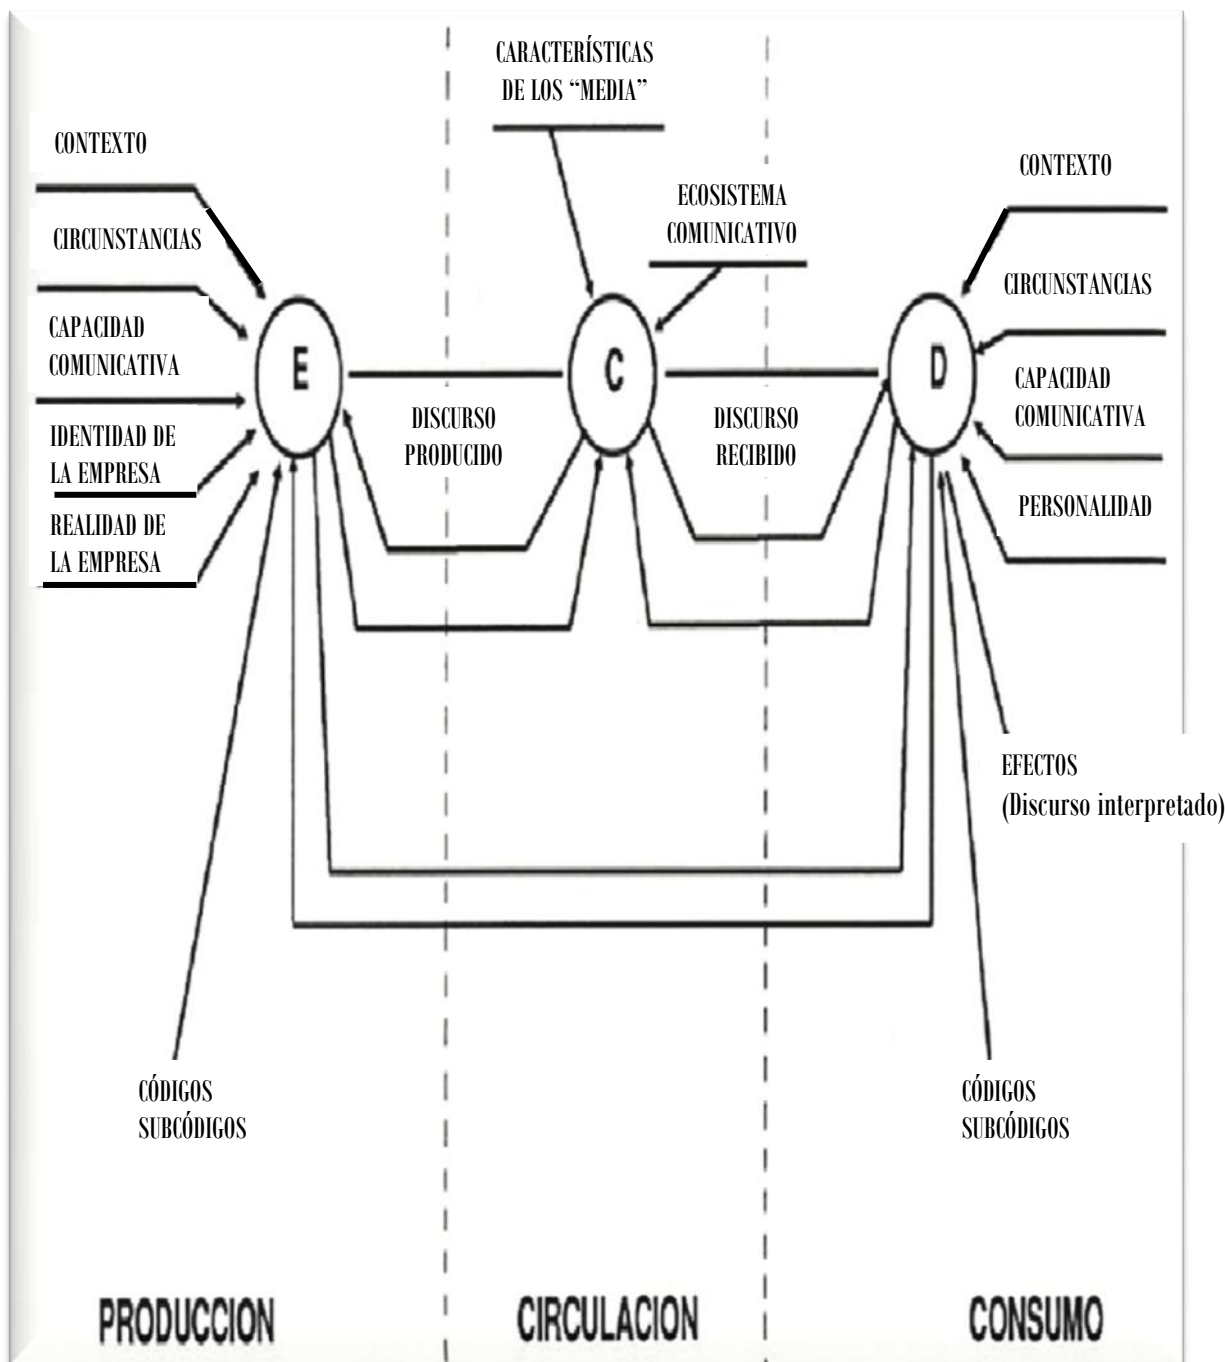 CARACTERÍSTICAS
DE LOS “MEDIA”
CONTEXTO
CIRCUNSTANCIAS
CAPACIDAD
COMUNICATIVA
IDENTIDAD DE
LA EMPRESA
REALIDAD DE
LA EMPRESA
ECOSISTEMA
COMUNICATIVO
CONTEXTO
CIRCUNSTANCIAS
CAPACIDAD
COMUNICATIVA
PERSONALIDAD
E
C
D
DISCURSO
PRODUCIDO
DISCURSO
RECIBIDO
EFECTOS
(Discurso interpretado)
CÓDIGOS
SUBCÓDIGOS
CÓDIGOS
SUBCÓDIGOS
PRODUCCION
CIRCULACION
CONSUMO